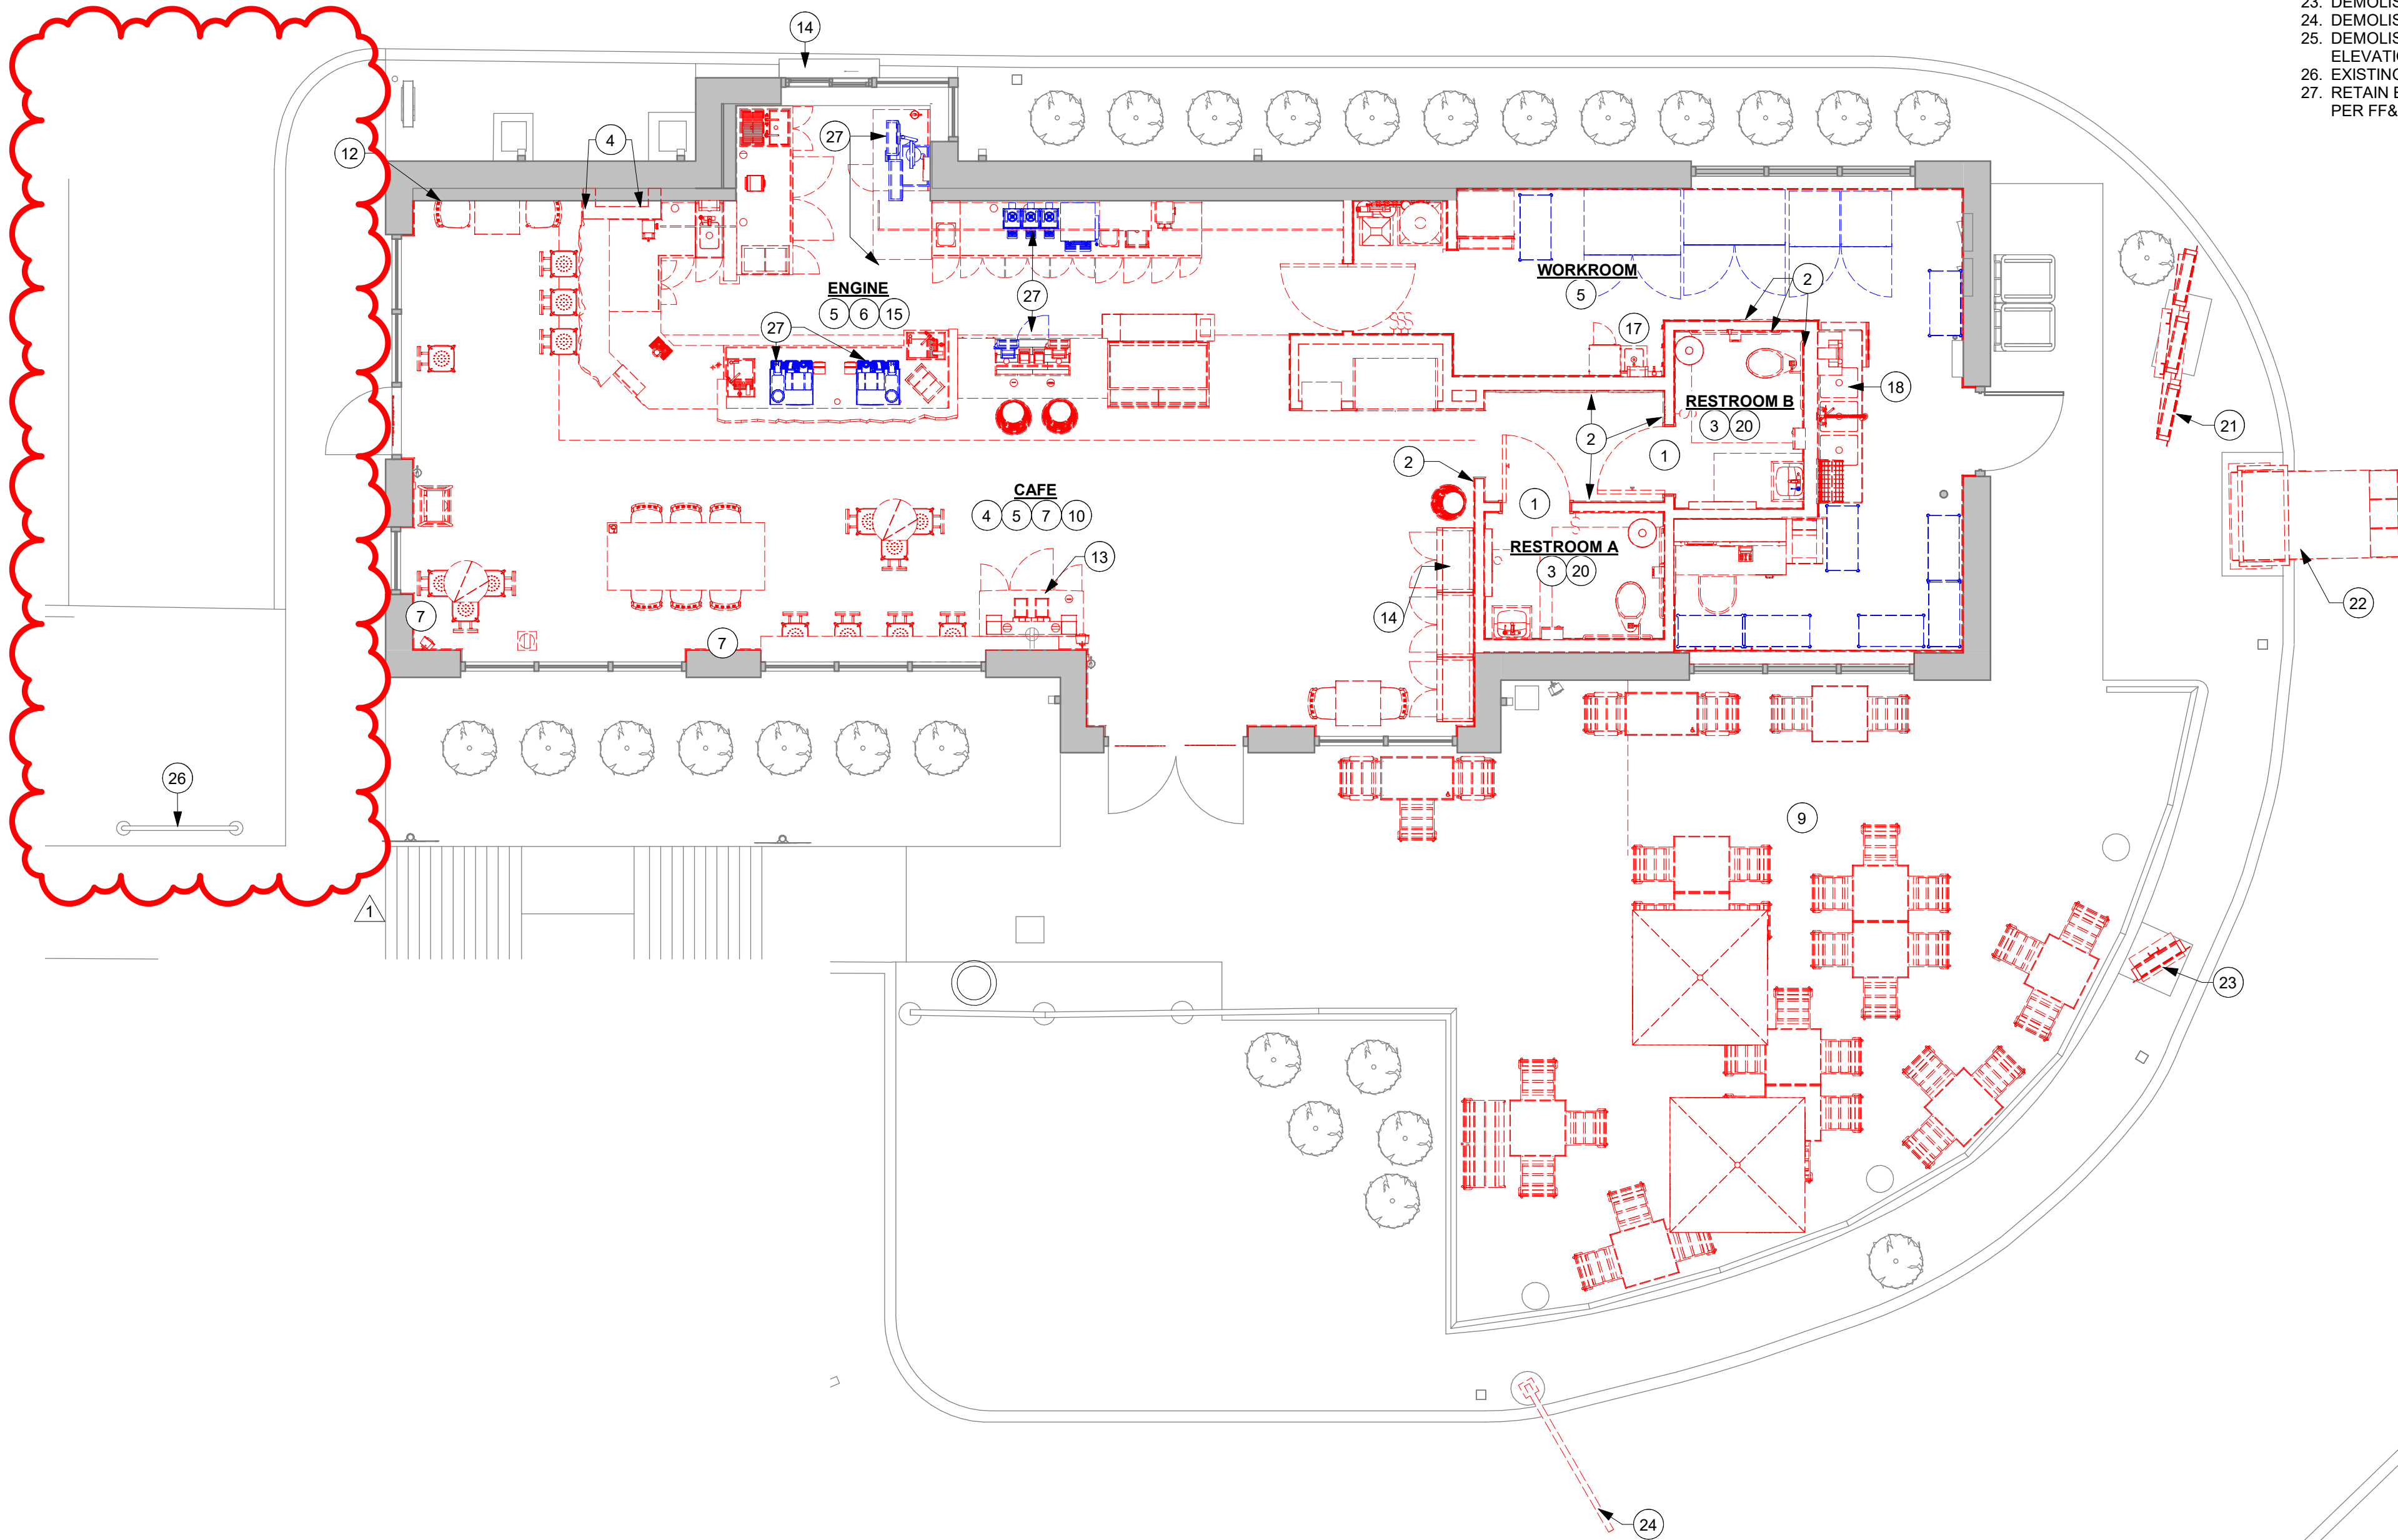 23. DEMOLIS
24. DEMOLIS
25. DEMOLIS
ELEVATIO
26. EXISTING
27. RETAIN E
PER FF&
14
12
4
27
ENGINE
5 6 15
27
27
WORKROOM
5
2
17
18
RESTROOM B
3 20
21
2
2
1
CAFE
4 5 7 10
1
13
RESTROOM A
3 20
22
14
7
7
26
9
1
23
24